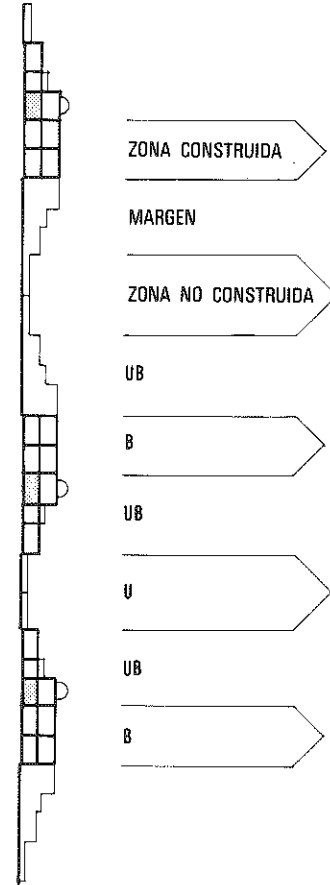 ZONA CONSTRUIDA
MARGEN
ZONA NO CONSTRUIDA
UB
B
UB
U
UB
B